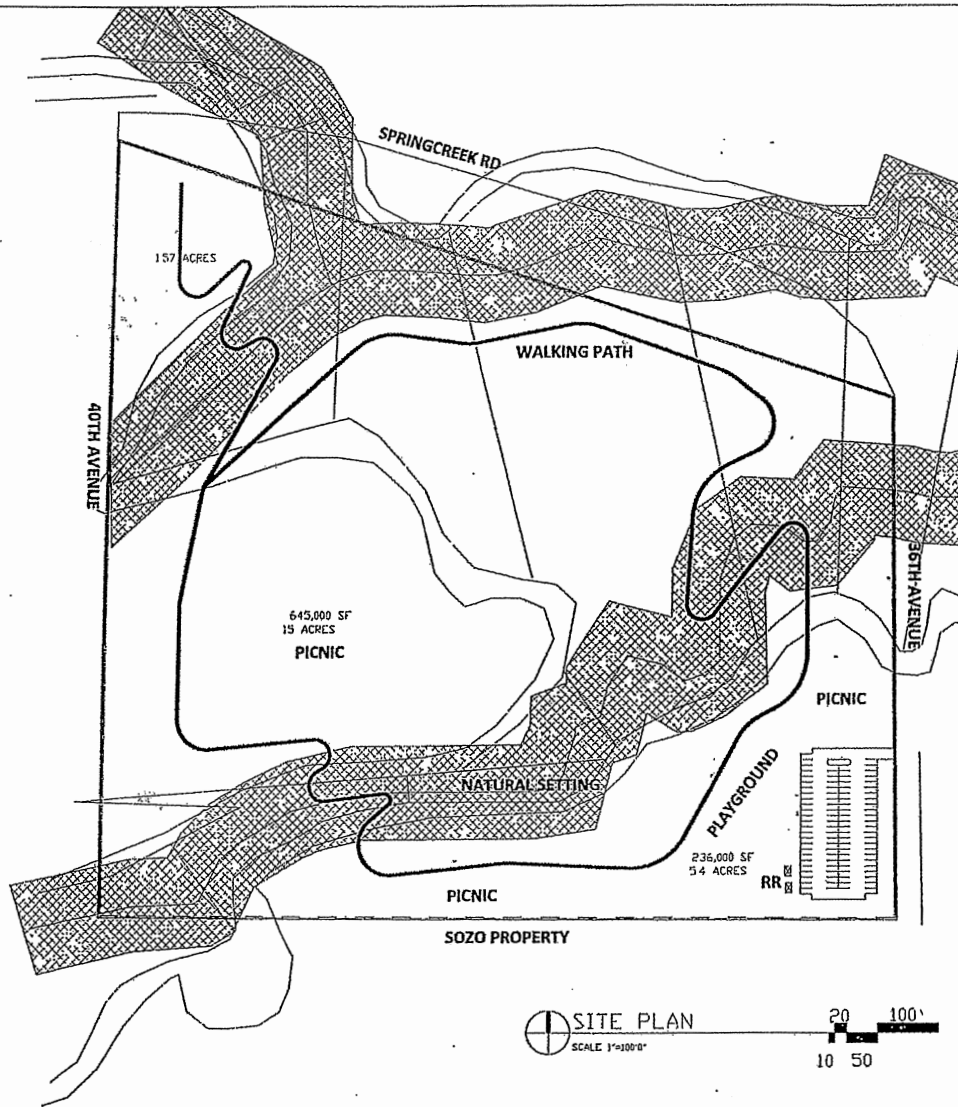 SPRINGCREEK RD
157 ACRES
WALKING PATH
40TH AVENUE
36TH AVENUE
645,000 SF
15 ACRES
PICNIC
PICNIC
NATURAL SETTING
PLAYGROUND
236,000 SF
54 ACRES
RR
PICNIC
SOZO PROPERTY
SITE PLAN
SCALE 1"=100'0"
20 100'
10 50